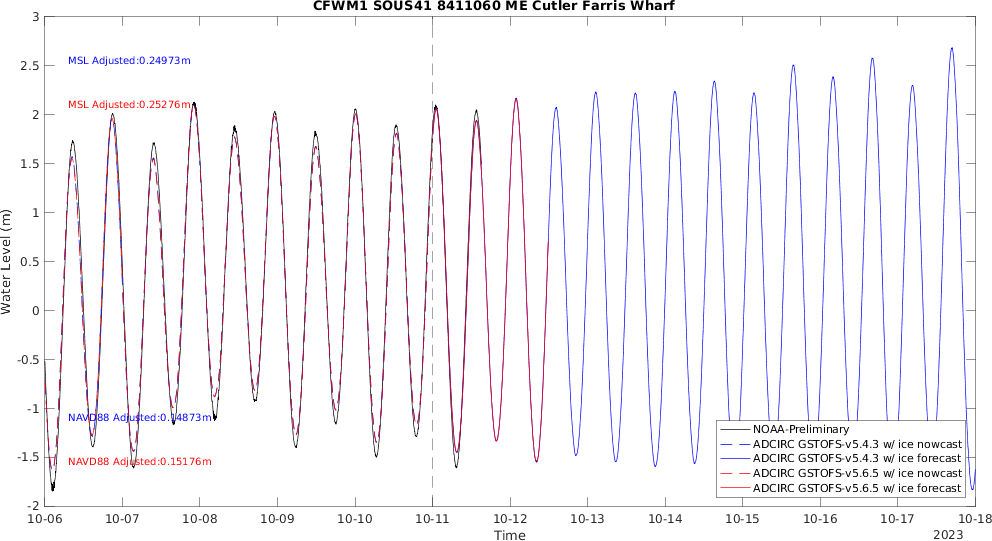 CFWM1 SOUS41 8411060 ME Cutler Farris Wharf
3
2.5
2
1.5
1
0.5
0
-0.5
-1
-1.5
-2
Water Level (m)
MSL Adjusted:0.24973m
MSL Adjusted:0.25276m
NAVD88 Adjusted:0.14873m
NAVD88 Adjusted:0.15176m
NOAA-Preliminary
ADCIRC GSTOFS-v5.4.3 w/ ice nowcast
ADCIRC GSTOFS-v5.4.3 w/ ice forecast
ADCIRC GSTOFS-v5.6.5 w/ ice nowcast
ADCIRC GSTOFS-v5.6.5 w/ ice forecast
10-06 10-07 10-08 10-09 10-10 10-11 10-12 10-13 10-14 10-15 10-16 10-17 10-18
Time
2023